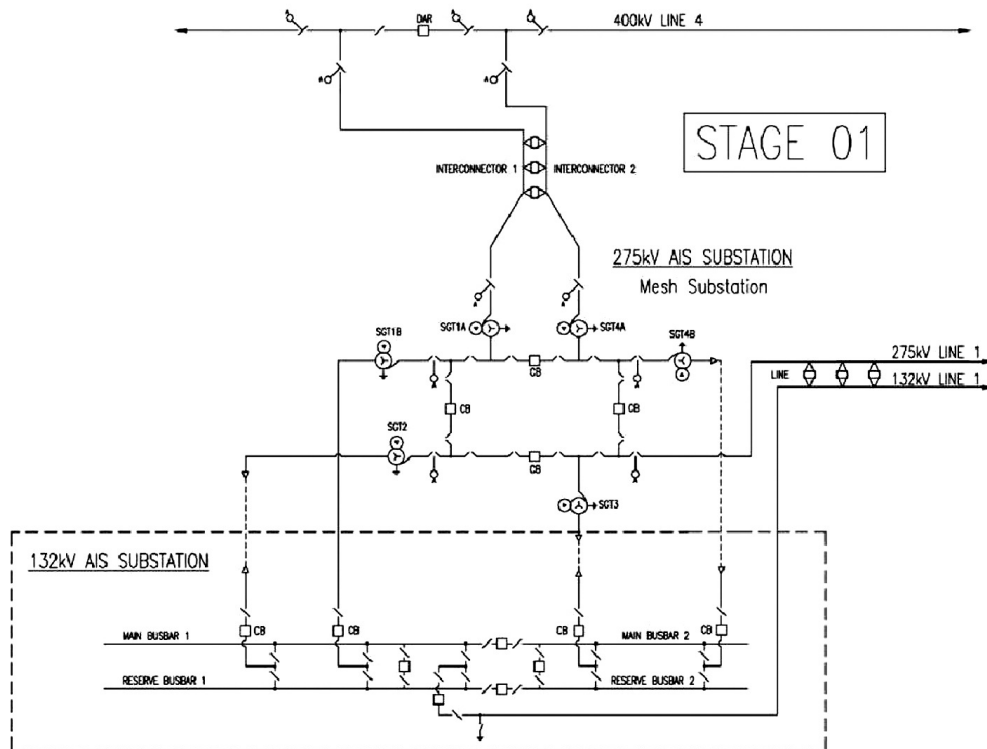 DAR
400kV LINE 4
A
A
A
A
A
STAGE 01
INTERCONNECTOR 1
INTERCONNECTOR 2
275kV AIS SUBSTATION
Mesh Substation
A
A
SGT1B
SGT1A
SGT4A
SGT4B
275kV LINE 1
CB
LINE
132kV LINE 1
A
A
CB
CB
SGT2
CB
A
A
SGT3
132kV AIS SUBSTATION
CB
CB
CB
CB
MAIN BUSBAR 1
MAIN BUSBAR 2
RESERVE BUSBAR 1
RESERVE BUSBAR 2